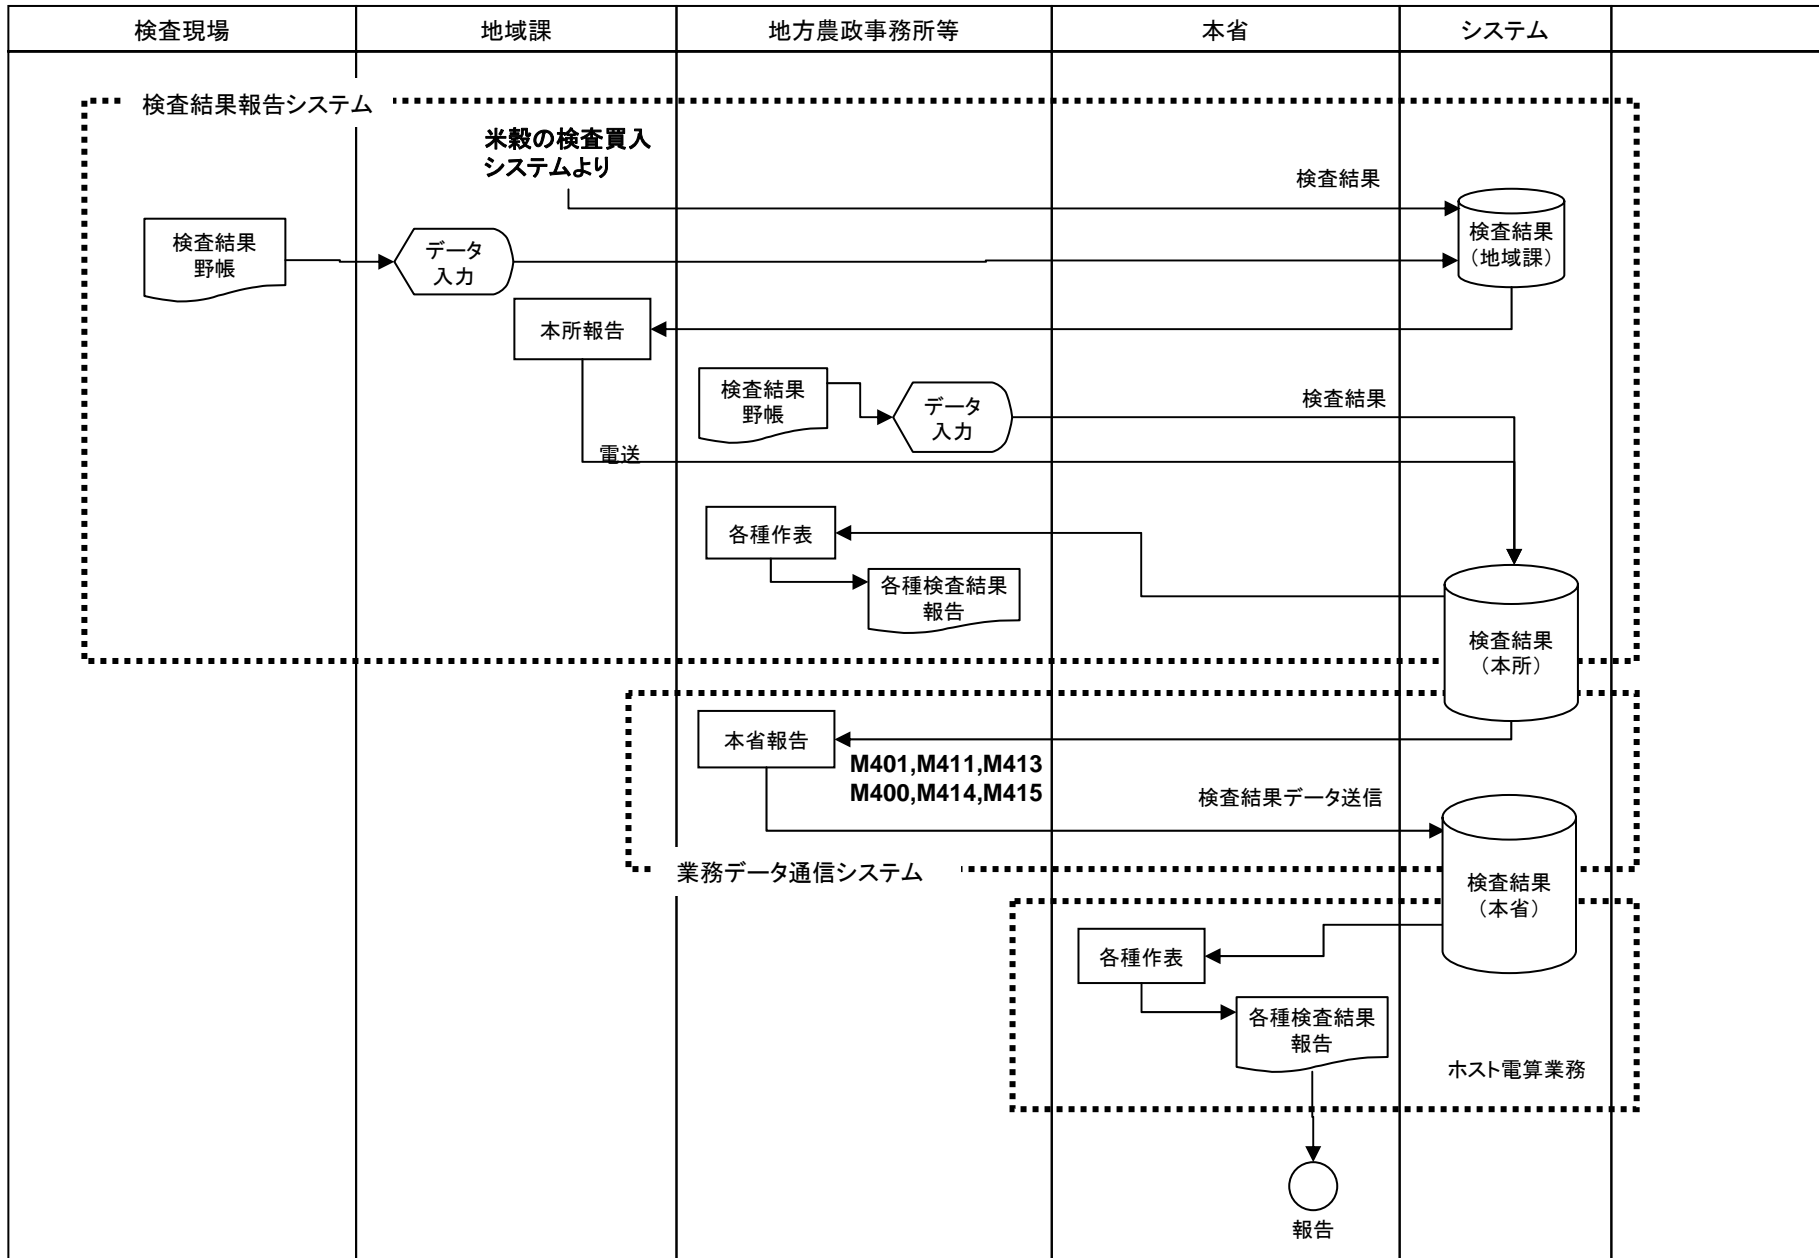 検査現場
地域課
地方農政事務所等
本省
システム
検査結果報告システム
米穀の検査買入
システムより
検査結果
検査結果
野帳
データ
入力
検査結果
（地域課）
本所報告
検査結果
野帳
データ
入力
検査結果
電送
各種作表
各種検査結果
報告
検査結果
（本所）
本省報告
M401,M411,M413
M400,M414,M415
検査結果データ送信
業務データ通信システム
検査結果
（本省）
各種作表
各種検査結果
報告
ホスト電算業務
報告